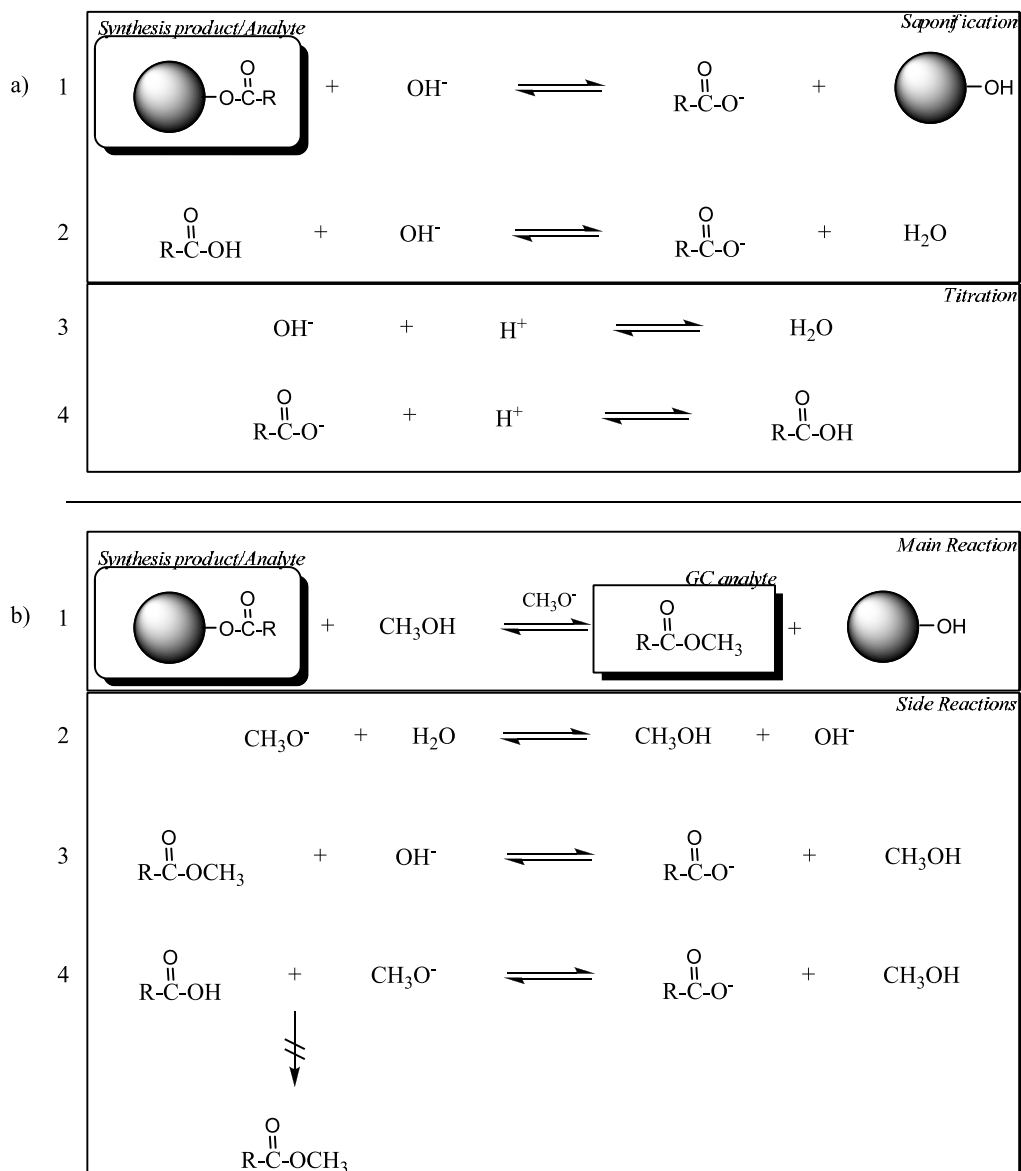 Synthesis product/Analyte
Saponification
a) 1 O
-O-C-R + OH⁻ O
R-C-O⁻ + -OH
2 O
R-C-OH + OH⁻ O
R-C-O⁻ + H₂O
Titration
3 OH⁻ + H⁺ H₂O
4 O
R-C-O⁻ + H⁺ O
R-C-OH
Synthesis product/Analyte
Main Reaction
GC analyte
b) 1 O
-O-C-R + CH₃OH CH₃O⁻ O
R-C-OCH₃ + -OH
Side Reactions
2 CH₃O⁻ + H₂O CH₃OH + OH⁻
3 O
R-C-OCH₃ + OH⁻ O
R-C-O⁻ + CH₃OH
4 O
R-C-OH + CH₃O⁻ O
R-C-O⁻ + CH₃OH
O
R-C-OCH₃